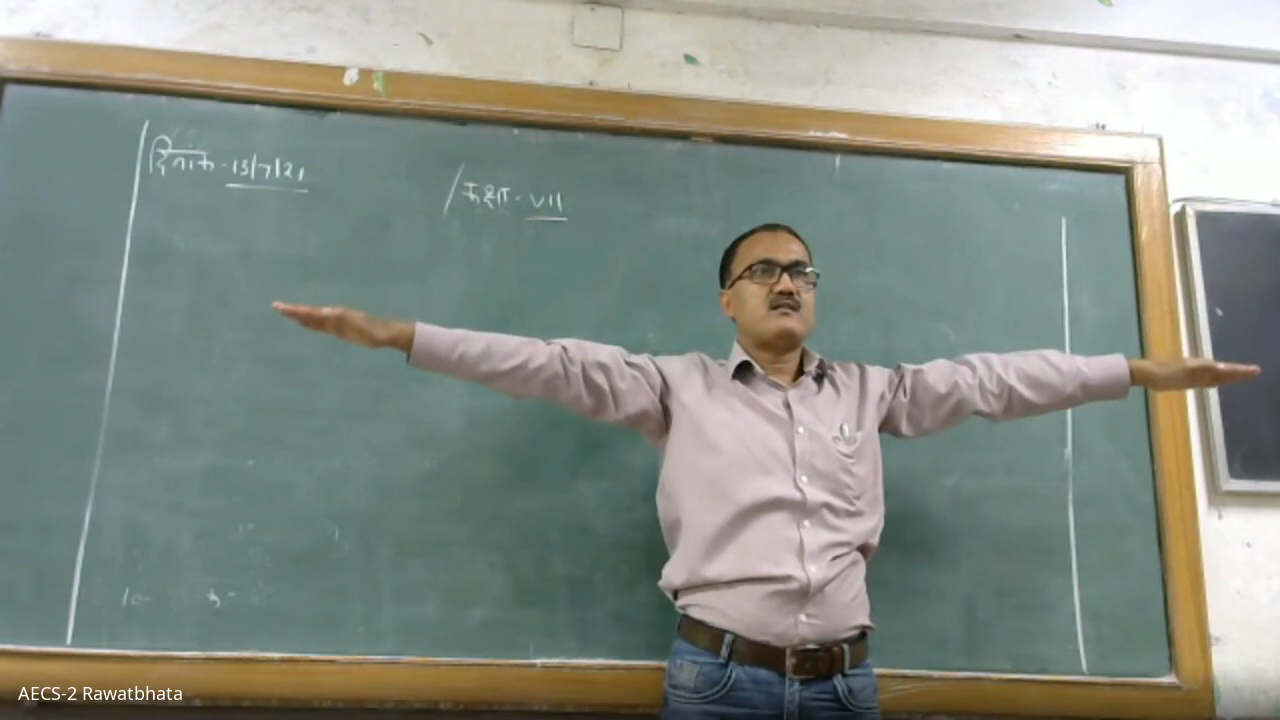 दिनांक - 13/7/21
/कक्षा - VII
AECS-2 Rawatbhata